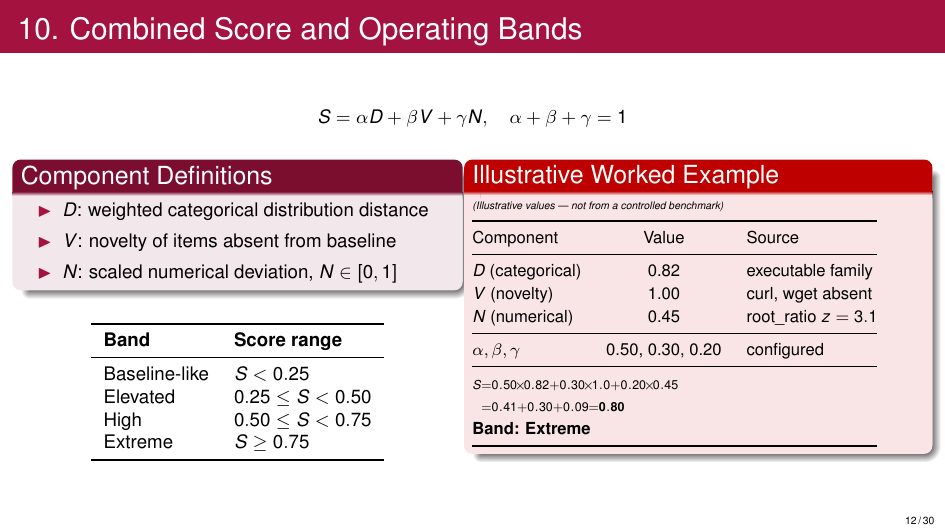 10. Combined Score and Operating Bands
S = αD + βV + γN, α + β + γ = 1
Component Definitions
▶ D: weighted categorical distribution distance
▶ V: novelty of items absent from baseline
▶ N: scaled numerical deviation, N ∈ [0, 1]
Band Score range
Baseline-like S < 0.25
Elevated 0.25 ≤ S < 0.50
High 0.50 ≤ S < 0.75
Extreme S ≥ 0.75
Illustrative Worked Example
(Illustrative values — not from a controlled benchmark)
Component Value Source
D (categorical) 0.82 executable family
V (novelty) 1.00 curl, wget absent
N (numerical) 0.45 root_ratio z = 3.1
α, β, γ 0.50, 0.30, 0.20 configured
S=0.50×0.82+0.30×1.0+0.20×0.45
=0.41+0.30+0.09=0.80
Band: Extreme
12 / 30